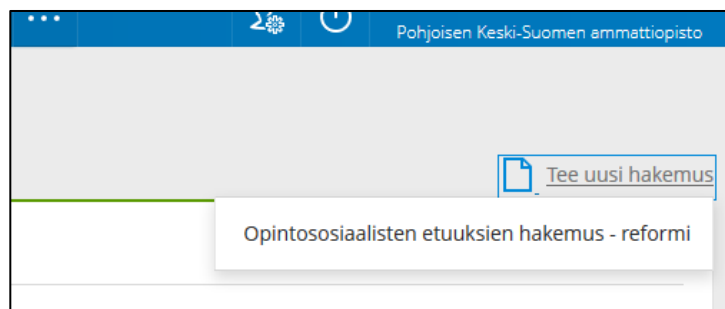 Pohjoisen Keski-Suomen ammattiopisto
Tee uusi hakemus
Opintososiaalisten etuuksien hakemus - reformi